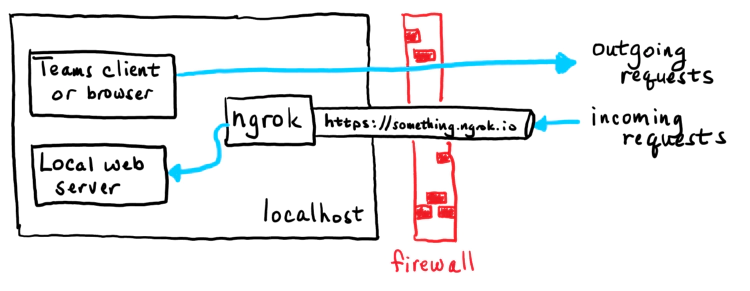 Teams client
or browser
outgoing
requests
ngrok
https://something.ngrok.io
incoming
requests
Local web
server
localhost
firewall